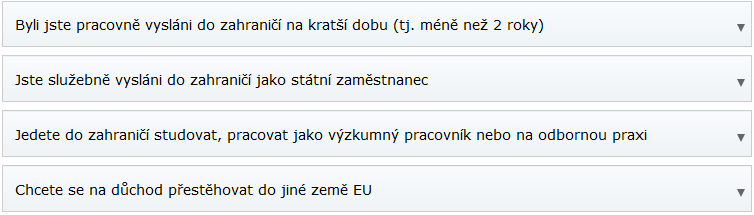 Byli jste pracovně vysláni do zahraničí na kratší dobu (tj. méně než 2 roky)
Jste služebně vysláni do zahraničí jako státní zaměstnanec
Jedete do zahraničí studovat, pracovat jako výzkumný pracovník nebo na odbornou praxi
Chcete se na důchod přestěhovat do jiné země EU